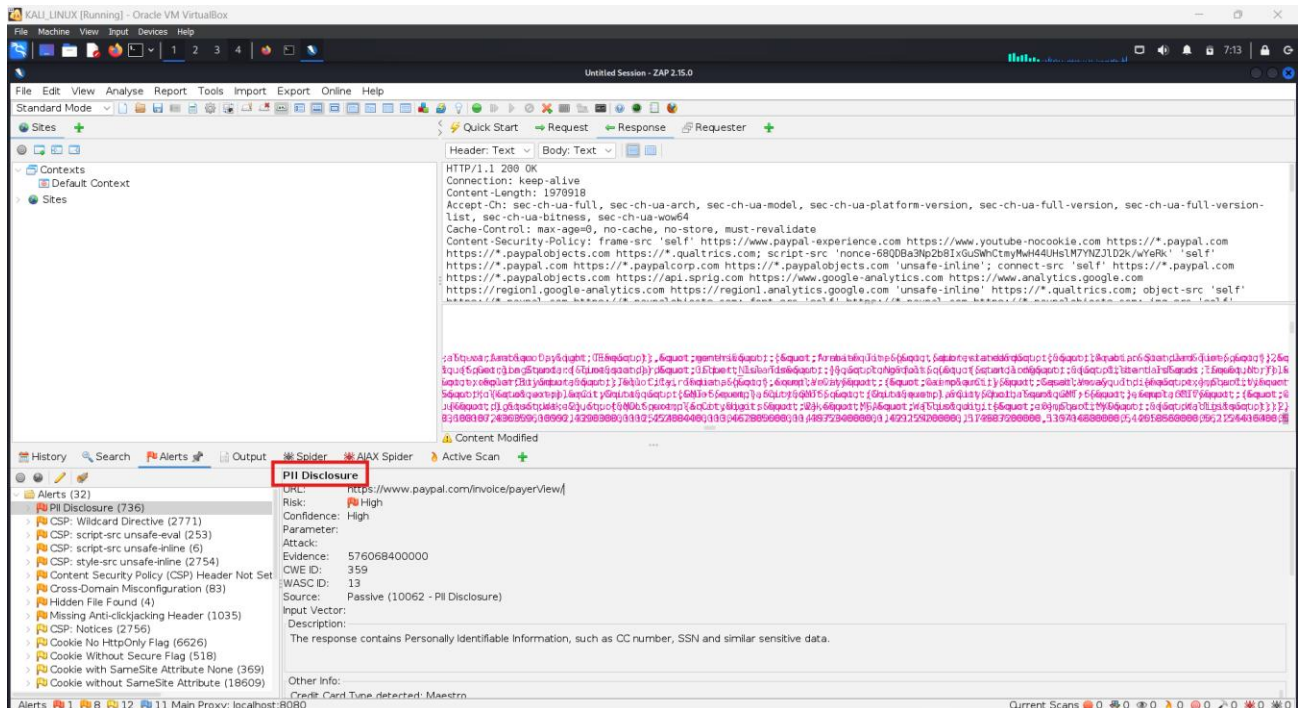 KALI_LINUX [Running] - Oracle VM VirtualBox
File Machine View Input Devices Help
1 2 3 4
7:13
Untitled Session - ZAP 2.15.0
File Edit View Analyse Report Tools Import Export Online Help
Standard Mode
Sites
Quick Start Request Response Requester
Header: Text Body: Text
Contexts
Default Context
Sites
HTTP/1.1 200 OK
Connection: keep-alive
Content-Length: 1970918
Accept-Ch: sec-ch-ua-full, sec-ch-ua-arch, sec-ch-ua-model, sec-ch-ua-platform-version, sec-ch-ua-full-version, sec-ch-ua-full-version-
list, sec-ch-ua-bitness, sec-ch-ua-wow64
Cache-Control: max-age=0, no-cache, no-store, must-revalidate
Content-Security-Policy: frame-src 'self' https://www.paypal-experience.com https://www.youtube-nocookie.com https://*.paypal.com
https://*.paypalobjects.com https://*.qualtrics.com; script-src 'self'
https://*.paypal.com https://*.paypalcorp.com https://*.paypalobjects.com 'unsafe-inline'; connect-src 'self' https://*.paypal.com
https://*.paypalobjects.com https://api.sprig.com https://www.google-analytics.com https://www.analytics.google.com
https://region1.google-analytics.com https://region1.analytics.google.com 'unsafe-inline' https://*.qualtrics.com; object-src 'self'
Content Modified
History Search Alerts Output Spider AJAX Spider Active Scan
Alerts (32)
PII Disclosure (736)
CSP: Wildcard Directive (2771)
CSP: script-src unsafe-eval (253)
CSP: script-src unsafe-inline (6)
CSP: style-src unsafe-inline (2754)
Content Security Policy (CSP) Header Not Set
Cross-Domain Misconfiguration (83)
Hidden File Found (4)
Missing Anti-clickjacking Header (1035)
CSP: Notices (2756)
Cookie No HttpOnly Flag (6626)
Cookie Without Secure Flag (518)
Cookie with SameSite Attribute None (369)
Cookie without SameSite Attribute (18609)
PII Disclosure
URL: https://www.paypal.com/invoice/payerView/
Risk: High
Confidence: High
Parameter:
Attack:
Evidence: 576068400000
CWE ID: 359
WASC ID: 13
Source: Passive (10062 - PII Disclosure)
Input Vector:
Description:
The response contains Personally Identifiable Information, such as CC number, SSN and similar sensitive data.
Other Info:
Credit Card Type detected: Maestro
Alerts 1 8 12 11 Main Proxy: localhost:8080
Current Scans 0 0 0 0 0 0 0 0